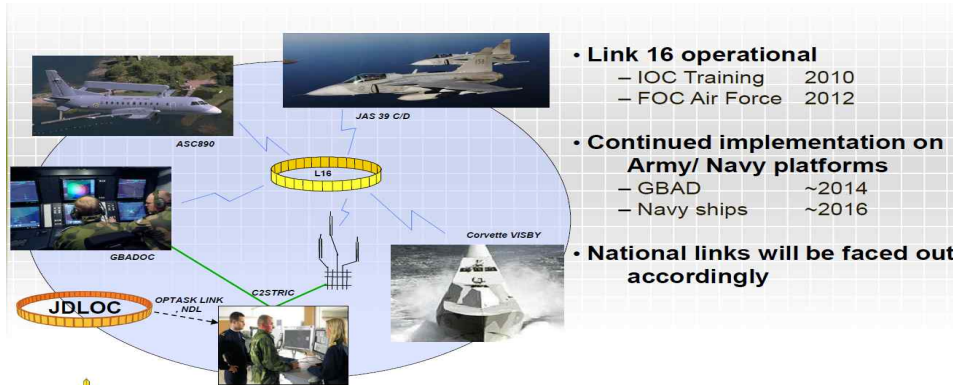 JAS 39 C/D
ASC890
L16
Corvette VISBY
GBADOC
C2STRIC
OPTASK LINK
, NDL
JDLOC
• Link 16 operational
– IOC Training 2010
– FOC Air Force 2012
• Continued implementation on
Army/ Navy platforms
– GBAD ~2014
– Navy ships ~2016
• National links will be faced out
accordingly